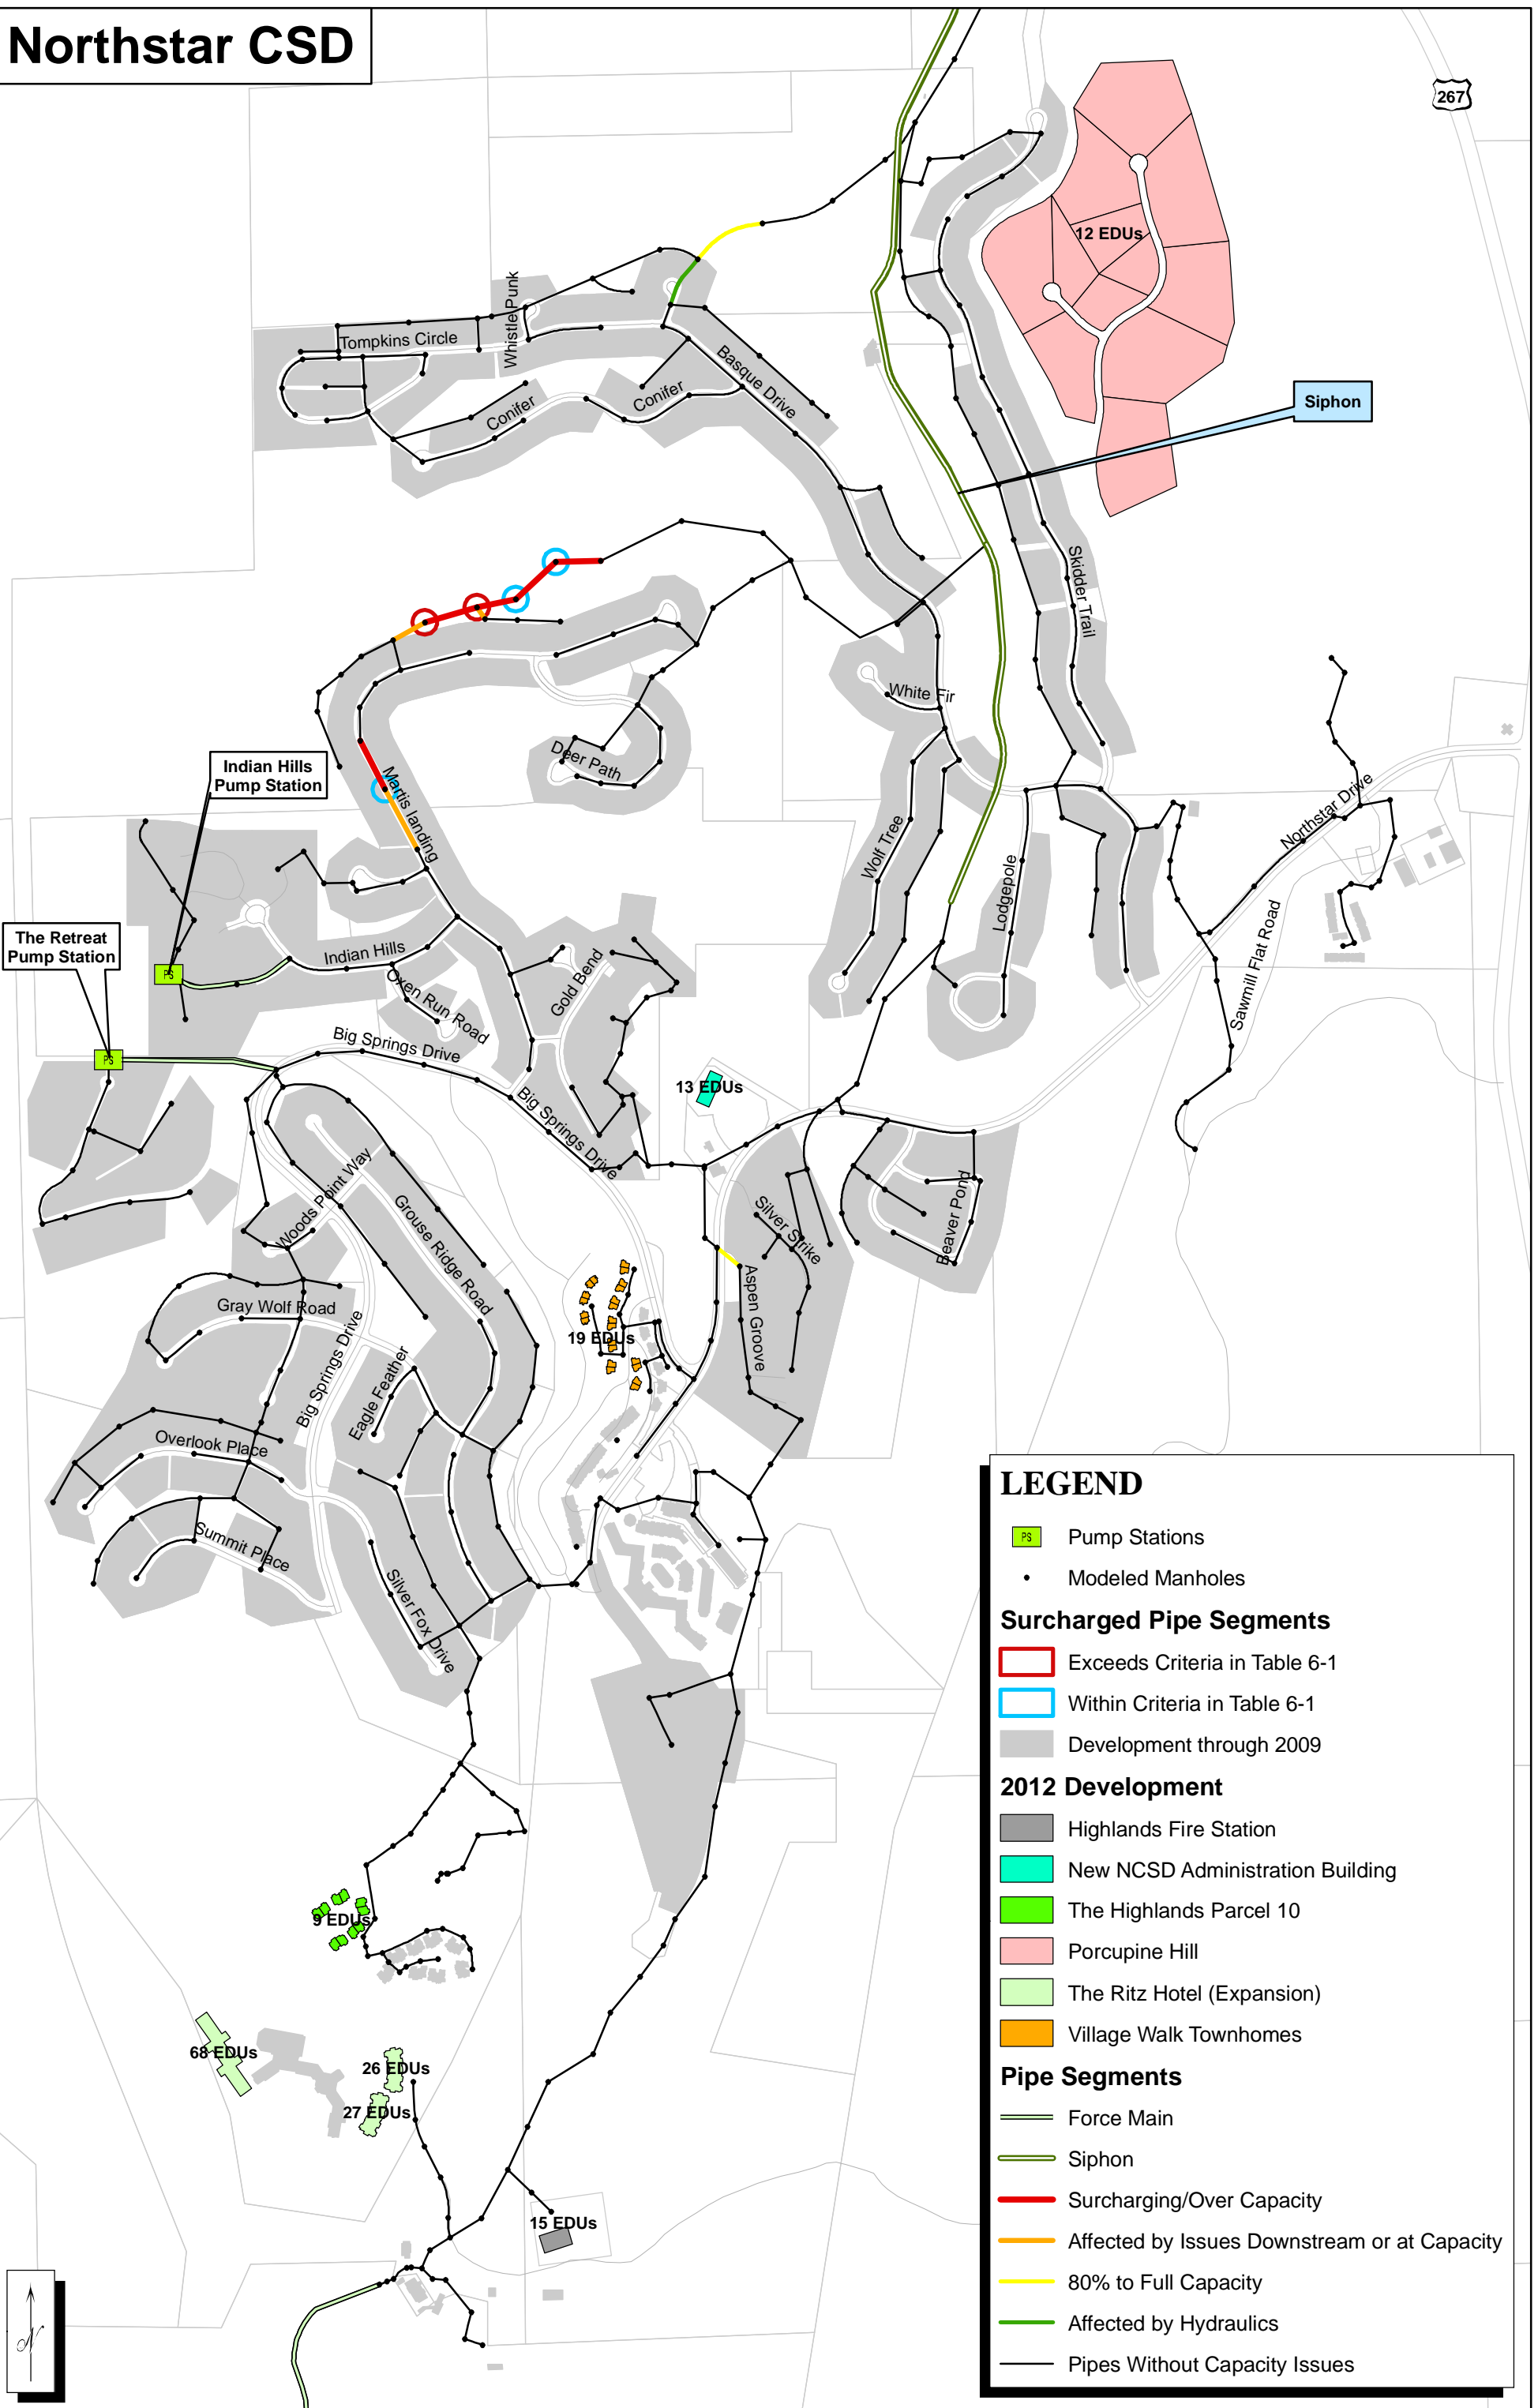 Northstar CSD
267
12 EDUs
Whistle Punk
Tompkins Circle
Basque Drive
Conifer
Conifer
Siphon
Skidder Trail
White Fir
Deer Path
Indian Hills
Pump Station
Martis landing
Northstar Drive
Wolf Tree
Lodgepole
The Retreat
Pump Station
Indian Hills
PS
Gold Bend
Sawmill Flat Road
Oxen Run Road
Big Springs Drive
PS
13 EDUs
Big Springs Drive
Woods Point Way
Grouse Ridge Road
Silver Strike
Beaver Pond
Gray Wolf Road
19 EDUs
Aspen Groove
Big Springs Drive
Eagle Feather
Overlook Place
Summit Place
Silver Fox Drive
9 EDUs
68 EDUs
26 EDUs
27 EDUs
15 EDUs
N
LEGEND
PS Pump Stations
Modeled Manholes
Surcharged Pipe Segments
Exceeds Criteria in Table 6-1
Within Criteria in Table 6-1
Development through 2009
2012 Development
Highlands Fire Station
New NCSD Administration Building
The Highlands Parcel 10
Porcupine Hill
The Ritz Hotel (Expansion)
Village Walk Townhomes
Pipe Segments
Force Main
Siphon
Surcharging/Over Capacity
Affected by Issues Downstream or at Capacity
80% to Full Capacity
Affected by Hydraulics
Pipes Without Capacity Issues